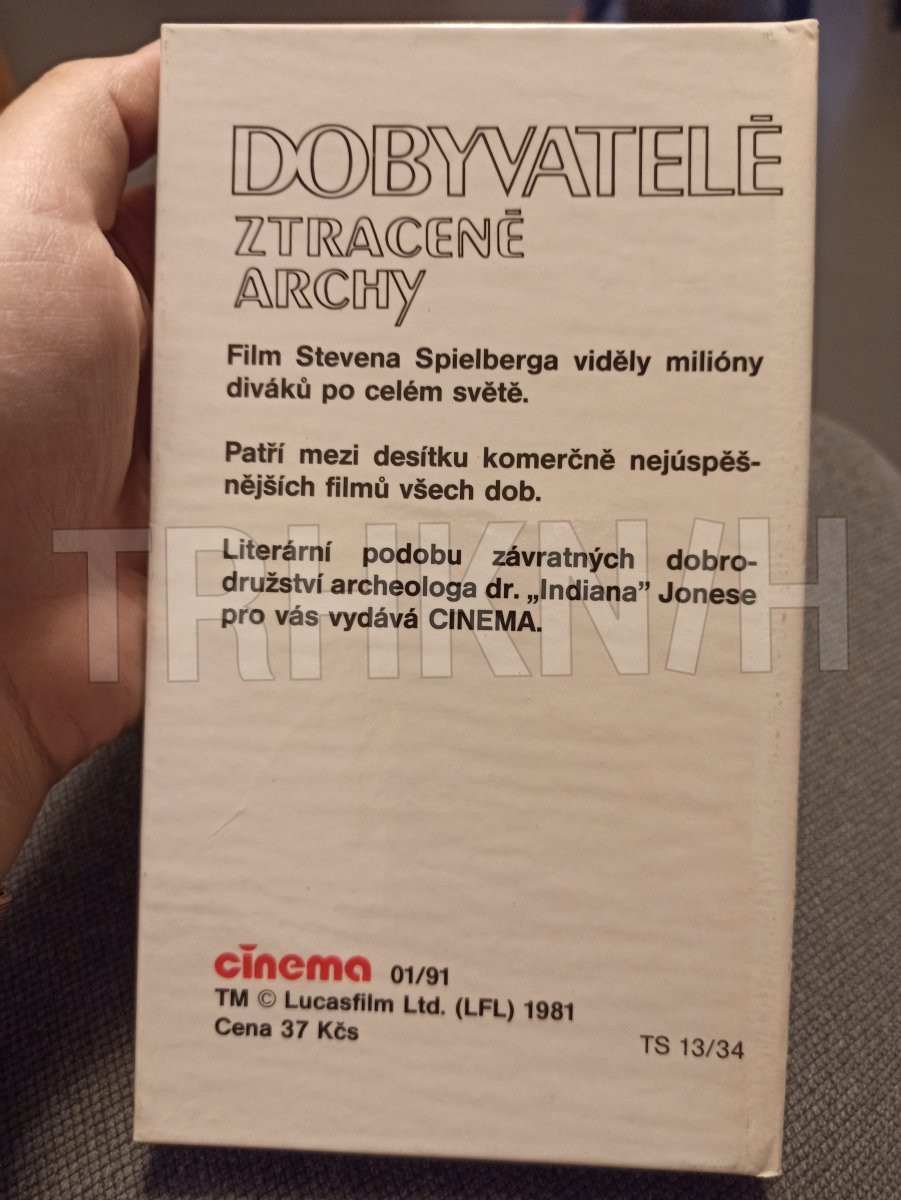 DOBYVATELÉ
ZTRACENÉ
ARCHY
Film Stevena Spielberga viděly milióny
diváků po celém světě.
Patří mezi desítku komerčně nejúspěš-
nějších filmů všech dob.
Literární podobu závratných dobro-
družství archeologa dr. „Indiana” Jonese
pro vás vydává CINEMA.
cinema 01/91
TM © Lucasfilm Ltd. (LFL) 1981
Cena 37 Kčs
TS 13/34